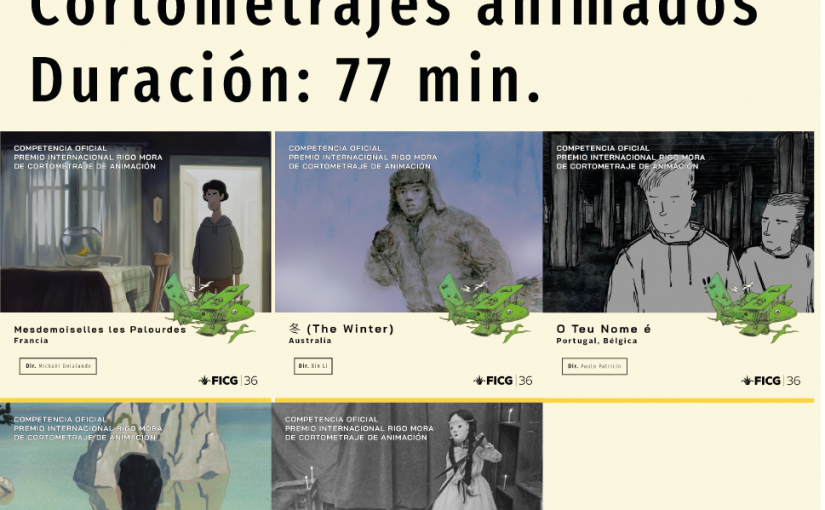 Cortometrajes animados
Duración: 77 min.
COMPETENCIA OFICIAL
PREMIO INTERNACIONAL RIGO MORA
DE CORTOMETRAJE DE ANIMACIÓN
Mesdemoiselles les Palourdes
Francia
Dir. Mickaël Delalande
FICG 36
COMPETENCIA OFICIAL
PREMIO INTERNACIONAL RIGO MORA
DE CORTOMETRAJE DE ANIMACIÓN
冬 (The Winter)
Australia
Dir. Xin Li
FICG 36
COMPETENCIA OFICIAL
PREMIO INTERNACIONAL RIGO MORA
DE CORTOMETRAJE DE ANIMACIÓN
O Teu Nome é
Portugal, Bélgica
Dir. Paulo Patrício
FICG 36
COMPETENCIA OFICIAL
PREMIO INTERNACIONAL RIGO MORA
DE CORTOMETRAJE DE ANIMACIÓN
COMPETENCIA OFICIAL
PREMIO INTERNACIONAL RIGO MORA
DE CORTOMETRAJE DE ANIMACIÓN